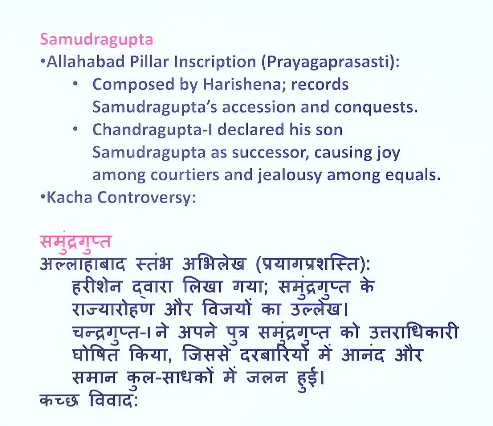 Samudragupta
•Allahabad Pillar Inscription (Prayagaprasasti):
• Composed by Harishena; records
Samudragupta's accession and conquests.
• Chandragupta-I declared his son
Samudragupta as successor, causing joy
among courtiers and jealousy among equals.
•Kacha Controversy:
समुंद्रगुप्त
अल्लाहाबाद स्तंभ अभिलेख (प्रयागप्रशस्ति):
हरीशेन द्वारा लिखा गया; समुंद्रगुप्त के
राज्यारोहण और विजयों का उल्लेख।
चन्द्रगुप्त-I ने अपने पुत्र समुंद्रगुप्त को उत्तराधिकारी
घोषित किया, जिससे दरबारियों में आनंद और
समान कुल-साधकों में जलन हुई।
कच्छ विवाद: